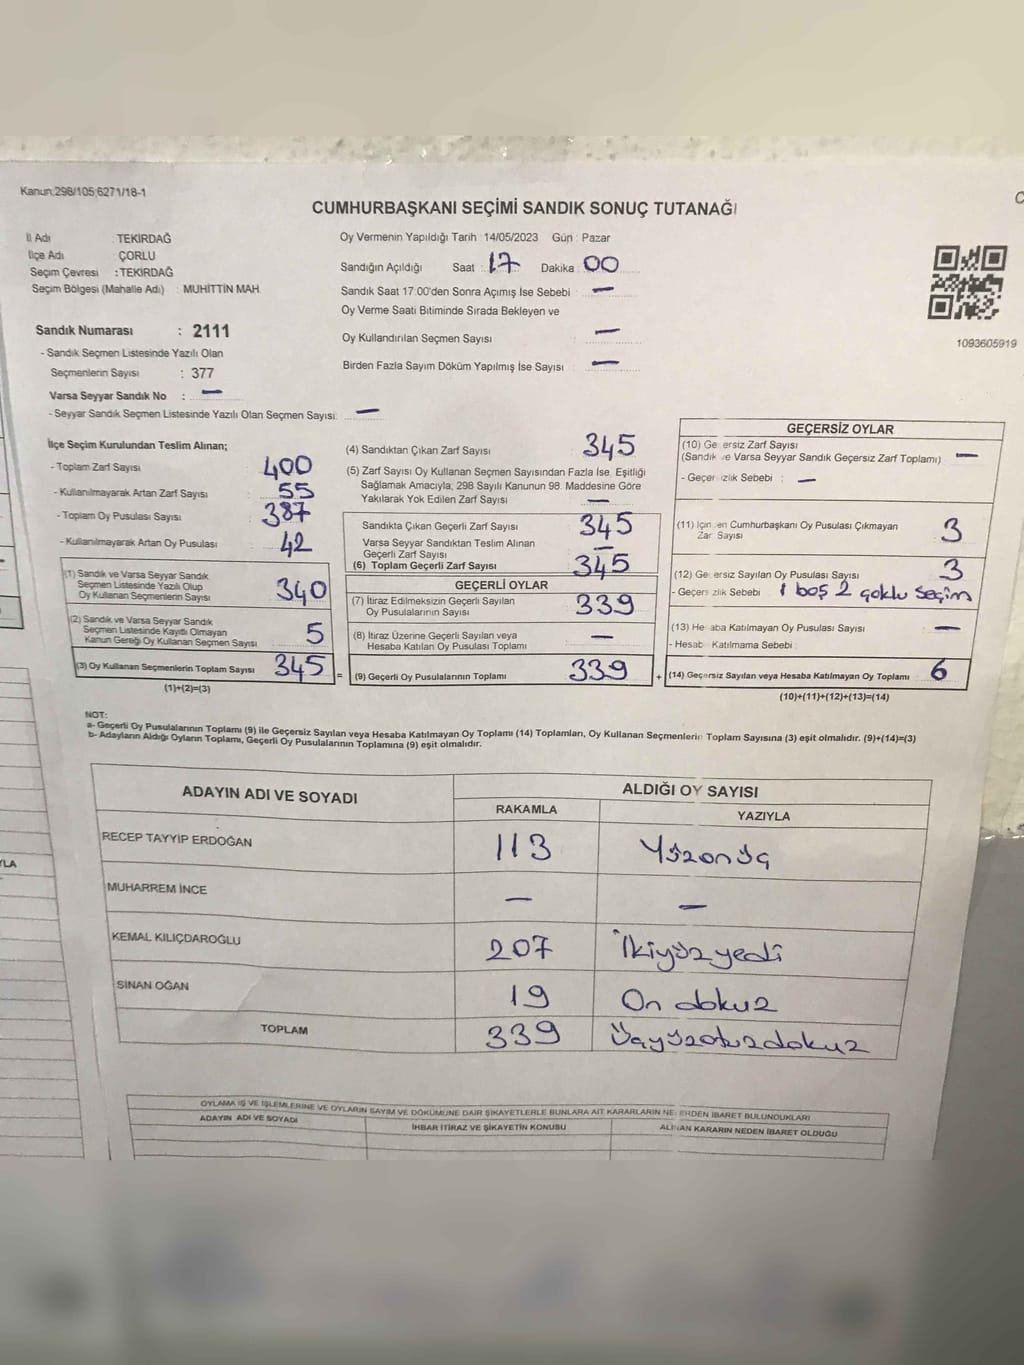 Kanun:298/105;6271/18-1
CUMHURBAŞKANI SEÇİMİ SANDIK SONUÇ TUTANAĞI
İl Adı : TEKİRDAĞ
İlçe Adı : ÇORLU
Seçim Çevresi : TEKİRDAĞ
Seçim Bölgesi (Mahalle Adı) : MUHİTTİN MAH.
Sandık Numarası : 2111
- Sandık Seçmen Listesinde Yazılı Olan
Seçmenlerin Sayısı : 377
Varsa Seyyar Sandık No : —
- Seyyar Sandık Seçmen Listesinde Yazılı Olan Seçmen Sayısı: —
Oy Vermenin Yapıldığı Tarih : 14/05/2023 Gün : Pazar
Sandığın Açıldığı Saat : 17 Dakika : 00
Sandık Saat 17:00'den Sonra Açımış İse Sebebi : —
Oy Verme Saati Bitiminde Sırada Bekleyen ve
Oy Kullandırılan Seçmen Sayısı : —
Birden Fazla Sayım Döküm Yapılmış İse Sayısı : —
1093605919
İlçe Seçim Kurulundan Teslim Alınan;
- Toplam Zarf Sayısı 400
- Kullanılmayarak Artan Zarf Sayısı 55
- Toplam Oy Pusulası Sayısı 387
- Kullanılmayarak Artan Oy Pusulası 42
(1) Sandık ve Varsa Seyyar Sandık
Seçmen Listesinde Yazılı Olup
Oy Kullanan Seçmenlerin Sayısı 340
(2) Sandık ve Varsa Seyyar Sandık
Seçmen Listesinde Kayıtlı Olmayan
Kanun Gereği Oy Kullanan Seçmen Sayısı 5
(3) Oy Kullanan Seçmenlerin Toplam Sayısı 345 =
(1)+(2)=(3)
(4) Sandıktan Çıkan Zarf Sayısı 345
(5) Zarf Sayısı Oy Kullanan Seçmen Sayısından Fazla İse, Eşitliği
Sağlamak Amacıyla, 298 Sayılı Kanunun 98. Maddesine Göre
Yakılarak Yok Edilen Zarf Sayısı —
Sandıkta Çıkan Geçerli Zarf Sayısı 345
Varsa Seyyar Sandıktan Teslim Alınan
Geçerli Zarf Sayısı —
(6) Toplam Geçerli Zarf Sayısı 345
GEÇERLİ OYLAR
(7) İtiraz Edilmeksizin Geçerli Sayılan
Oy Pusulalarının Sayısı 339
(8) İtiraz Üzerine Geçerli Sayılan veya
Hesaba Katılan Oy Pusulası Toplamı —
(9) Geçerli Oy Pusulalarının Toplamı 339 +
GEÇERSİZ OYLAR
(10) Ge ersiz Zarf Sayısı
(Sandık ve Varsa Seyyar Sandık Geçersiz Zarf Toplamı) —
- Geçer izlik Sebebi : —
(11) İçin en Cumhurbaşkanı Oy Pusulası Çıkmayan
Zar Sayısı 3
(12) Ge ersiz Sayılan Oy Pusulası Sayısı 3
- Geçers zlik Sebebi 1 boş 2 çoklu seçim
(13) He aba Katılmayan Oy Pusulası Sayısı —
- Hesab Katılmama Sebebi
(14) Geçersiz Sayılan veya Hesaba Katılmayan Oy Toplamı 6
(10)+(11)+(12)+(13)=(14)
NOT:
a- Geçerli Oy Pusulalarının Toplamı (9) ile Geçersiz Sayılan veya Hesaba Katılmayan Oy Toplamı (14) Toplamları, Oy Kullanan Seçmenlerin Toplam Sayısına (3) eşit olmalıdır. (9)+(14)=(3)
b- Adayların Aldığı Oyların Toplamı, Geçerli Oy Pusulalarının Toplamına (9) eşit olmalıdır.
ADAYIN ADI VE SOYADI ALDIĞI OY SAYISI
RAKAMLA YAZIYLA
RECEP TAYYİP ERDOĞAN 113 Yüzonüç
MUHARREM İNCE — —
KEMAL KILIÇDAROĞLU 207 İkiyüzyedi
SİNAN OĞAN 19 On dokuz
TOPLAM 339 Üçyüzotuzdokuz
OYLAMA İŞ VE İŞLEMLERİNE VE OYLARIN SAYIM VE DÖKÜMÜNE DAİR ŞİKAYETLERLE BUNLARA AİT KARARLARIN NELERDEN İBARET BULUNDUKLARI
ADAYIN ADI VE SOYADI İHBAR İTİRAZ VE ŞİKAYETİN KONUSU ALINAN KARARIN NEDEN İBARET OLDUĞU
YLA